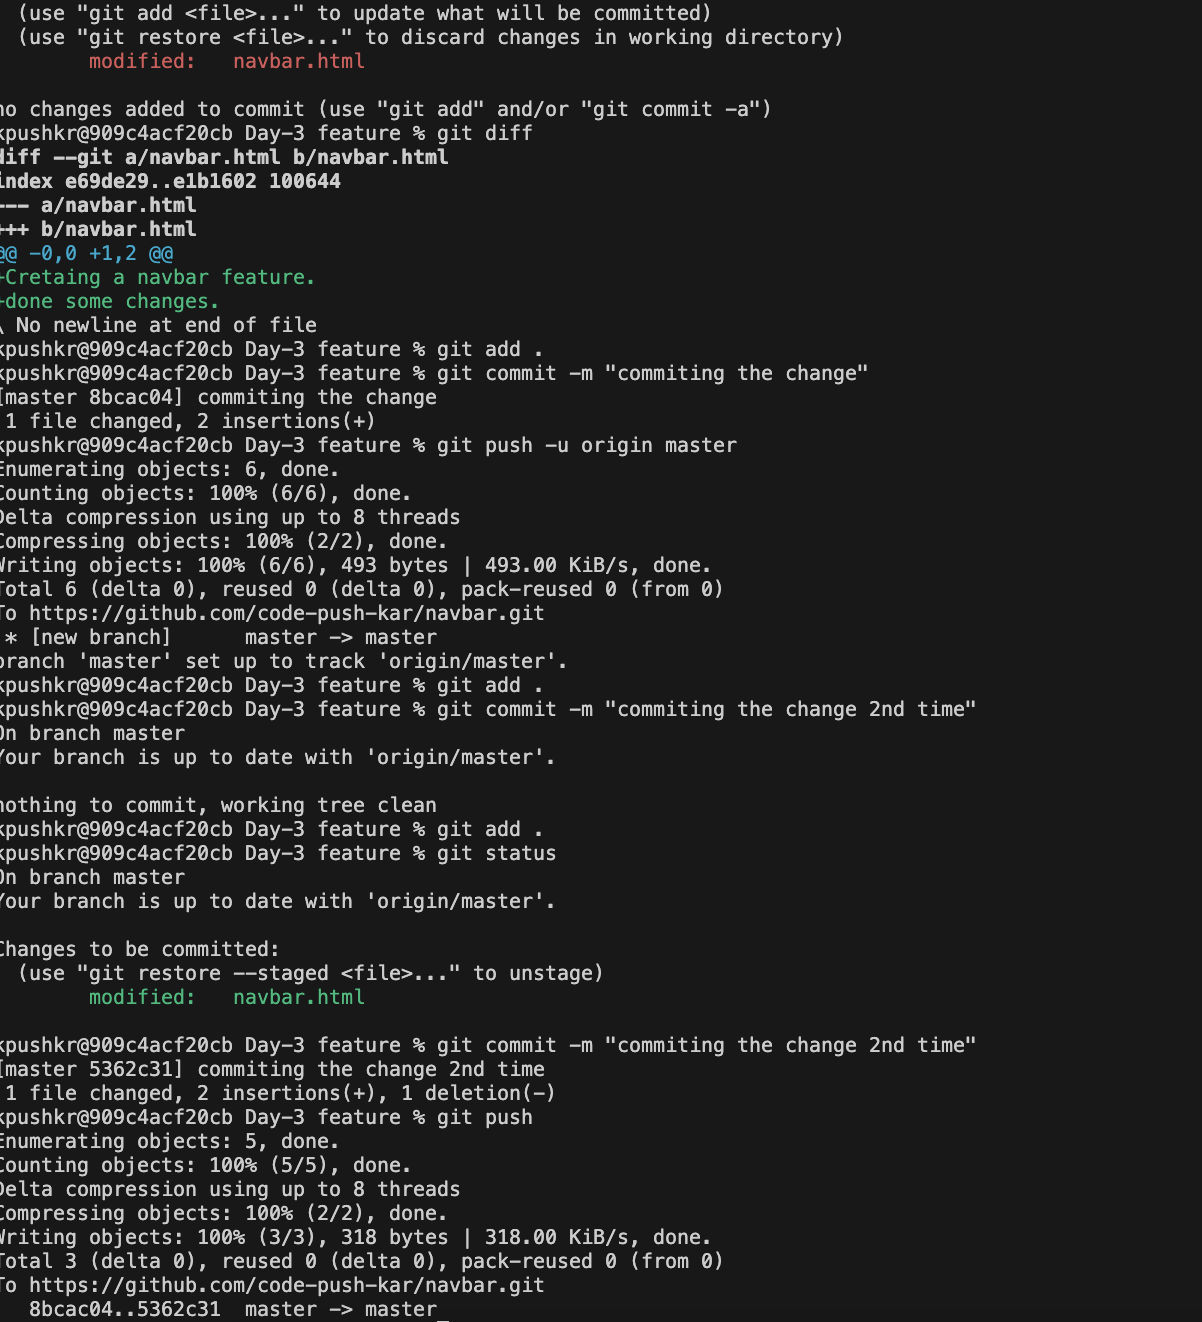 (use "git add <file>..." to update what will be committed)
(use "git restore <file>..." to discard changes in working directory)
modified:   navbar.html
no changes added to commit (use "git add" and/or "git commit -a")
kpushkr@909c4acf20cb Day-3 feature % git diff
diff --git a/navbar.html b/navbar.html
index e69de29..e1b1602 100644
--- a/navbar.html
+++ b/navbar.html
@@ -0,0 +1,2 @@
+Cretaing a navbar feature.
+done some changes.
\ No newline at end of file
kpushkr@909c4acf20cb Day-3 feature % git add .
kpushkr@909c4acf20cb Day-3 feature % git commit -m "commiting the change"
[master 8bcac04] commiting the change
1 file changed, 2 insertions(+)
kpushkr@909c4acf20cb Day-3 feature % git push -u origin master
Enumerating objects: 6, done.
Counting objects: 100% (6/6), done.
Delta compression using up to 8 threads
Compressing objects: 100% (2/2), done.
Writing objects: 100% (6/6), 493 bytes | 493.00 KiB/s, done.
Total 6 (delta 0), reused 0 (delta 0), pack-reused 0 (from 0)
To https://github.com/code-push-kar/navbar.git
* [new branch]      master -> master
branch 'master' set up to track 'origin/master'.
kpushkr@909c4acf20cb Day-3 feature % git add .
kpushkr@909c4acf20cb Day-3 feature % git commit -m "commiting the change 2nd time"
On branch master
Your branch is up to date with 'origin/master'.
nothing to commit, working tree clean
kpushkr@909c4acf20cb Day-3 feature % git add .
kpushkr@909c4acf20cb Day-3 feature % git status
On branch master
Your branch is up to date with 'origin/master'.
Changes to be committed:
(use "git restore --staged <file>..." to unstage)
modified:   navbar.html
kpushkr@909c4acf20cb Day-3 feature % git commit -m "commiting the change 2nd time"
[master 5362c31] commiting the change 2nd time
1 file changed, 2 insertions(+), 1 deletion(-)
kpushkr@909c4acf20cb Day-3 feature % git push
Enumerating objects: 5, done.
Counting objects: 100% (5/5), done.
Delta compression using up to 8 threads
Compressing objects: 100% (2/2), done.
Writing objects: 100% (3/3), 318 bytes | 318.00 KiB/s, done.
Total 3 (delta 0), reused 0 (delta 0), pack-reused 0 (from 0)
To https://github.com/code-push-kar/navbar.git
8bcac04..5362c31  master -> master